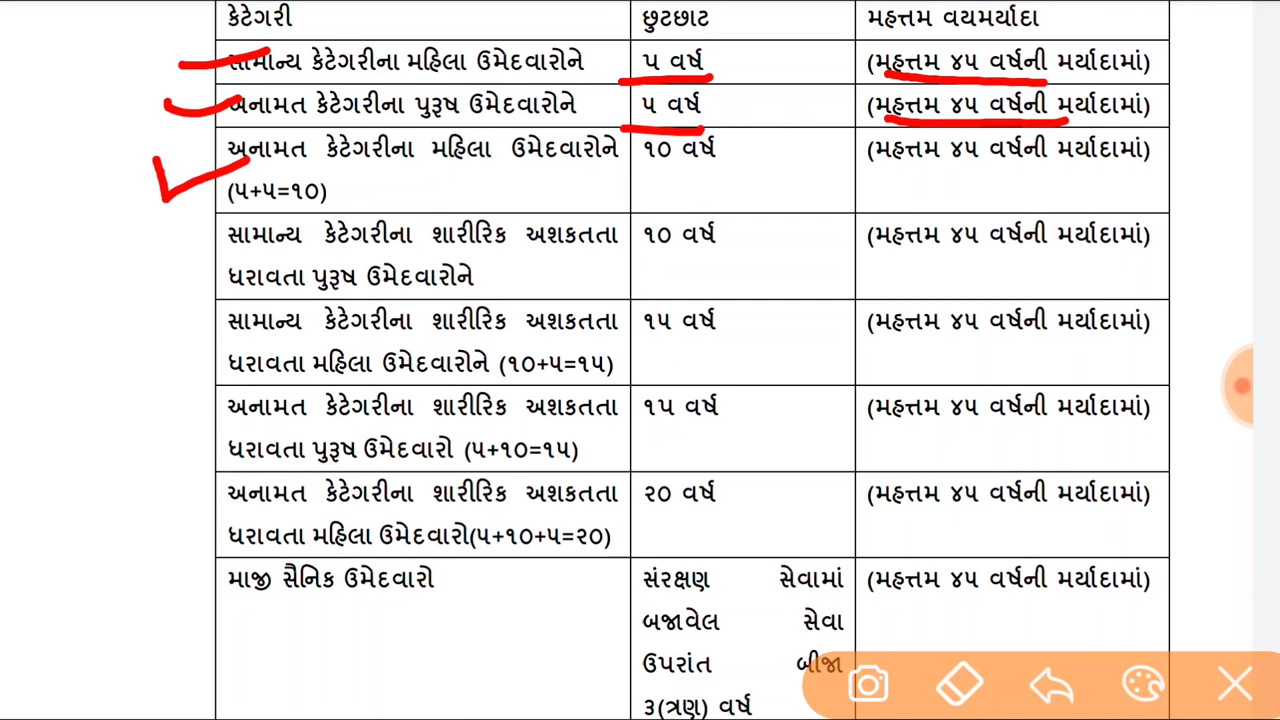 કેટેગરી છુટછાટ મહત્તમ વયમર્યાદા
સામાન્ય કેટેગરીના મહિલા ઉમેદવારોને ૫ વર્ષ (મહત્તમ ૪૫ વર્ષની મર્યાદામાં)
અનામત કેટેગરીના પુરૂષ ઉમેદવારોને ૫ વર્ષ (મહત્તમ ૪૫ વર્ષની મર્યાદામાં)
અનામત કેટેગરીના મહિલા ઉમેદવારોને ૧૦ વર્ષ (મહત્તમ ૪૫ વર્ષની મર્યાદામાં)
(૫+૫=૧૦)
સામાન્ય કેટેગરીના શારીરિક અશકતતા ૧૦ વર્ષ (મહત્તમ ૪૫ વર્ષની મર્યાદામાં)
ધરાવતા પુરૂષ ઉમેદવારોને
સામાન્ય કેટેગરીના શારીરિક અશકતતા ૧૫ વર્ષ (મહત્તમ ૪૫ વર્ષની મર્યાદામાં)
ધરાવતા મહિલા ઉમેદવારોને (૧૦+૫=૧૫)
અનામત કેટેગરીના શારીરિક અશકતતા ૧૫ વર્ષ (મહત્તમ ૪૫ વર્ષની મર્યાદામાં)
ધરાવતા પુરૂષ ઉમેદવારો (૫+૧૦=૧૫)
અનામત કેટેગરીના શારીરિક અશકતતા ૨૦ વર્ષ (મહત્તમ ૪૫ વર્ષની મર્યાદામાં)
ધરાવતા મહિલા ઉમેદવારો(૫+૧૦+૫=૨૦)
માજી સૈનિક ઉમેદવારો સંરક્ષણ સેવામાં (મહત્તમ ૪૫ વર્ષની મર્યાદામાં)
બજાવેલ સેવા
ઉપરાંત બીજા
૩(ત્રણ) વર્ષ